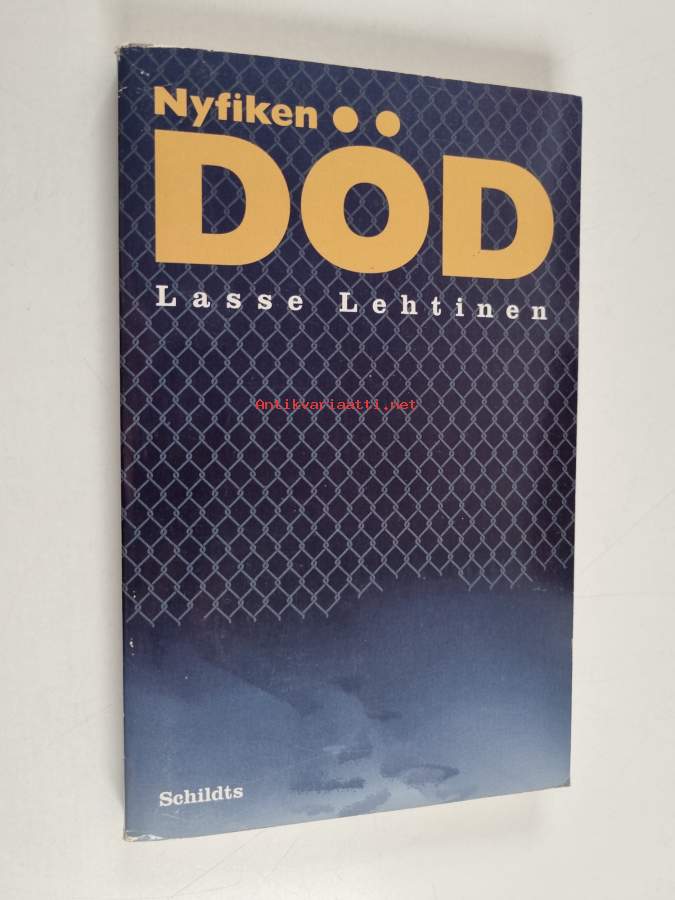 Nyfiken
DÖD
Lasse Lehtinen
Antikvariaatti.net
Schildts